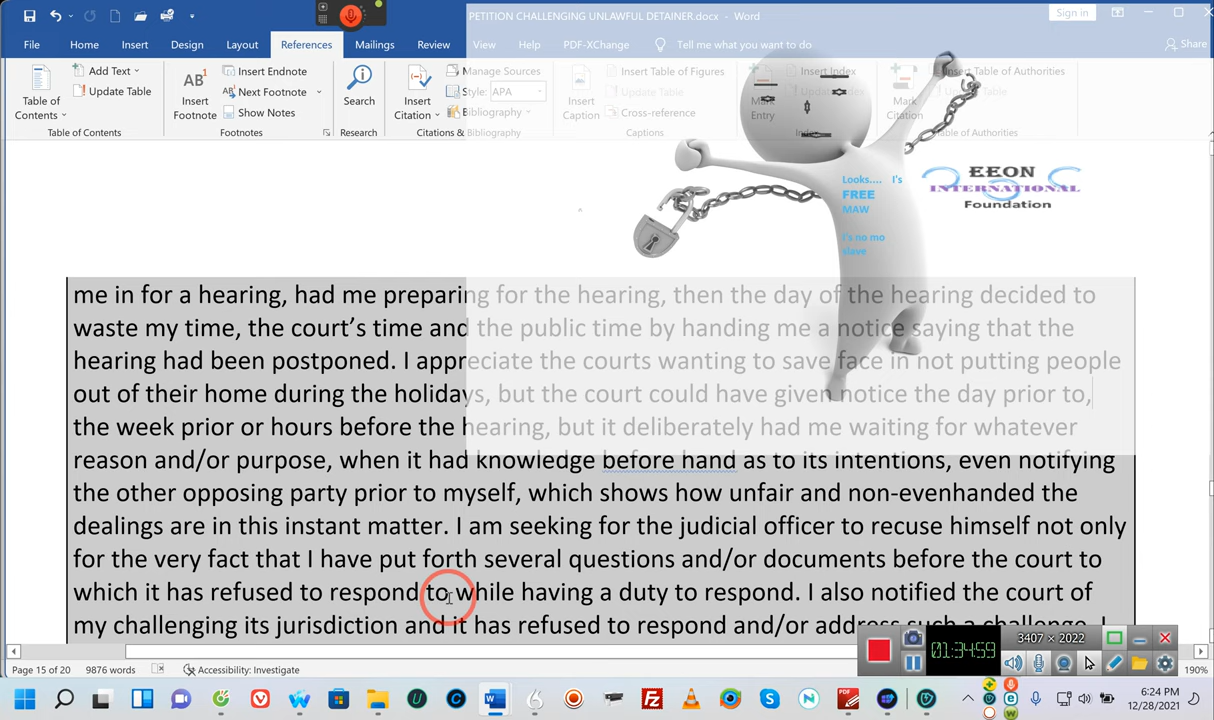 PETITION CHALLENGING UNLAWFUL DETAINER.docx - Word
Sign in
File Home Insert Design Layout References Mailings Review View Help PDF-XChange Tell me what you want to do Share
Table of Contents
Add Text
Update Table
Table of Contents
AB¹ Insert Footnote
Insert Endnote
Next Footnote
Show Notes
Footnotes
Search
Research
Insert Citation
Manage Sources
Style: APA
Bibliography
Citations & Bibliography
Insert Caption
Insert Table of Figures
Update Table
Cross-reference
Captions
Mark Entry
Insert Index
Update Index
Index
Mark Citation
Insert Table of Authorities
Update Table
Table of Authorities
Looks.... I's
FREE
MAW
I's no mo
slave
EEON
INTERNATIONAL
Foundation
me in for a hearing, had me preparing for the hearing, then the day of the hearing decided to
waste my time, the court’s time and the public time by handing me a notice saying that the
hearing had been postponed. I appreciate the courts wanting to save face in not putting people
out of their home during the holidays, but the court could have given notice the day prior to,
the week prior or hours before the hearing, but it deliberately had me waiting for whatever
reason and/or purpose, when it had knowledge before hand as to its intentions, even notifying
the other opposing party prior to myself, which shows how unfair and non-evenhanded the
dealings are in this instant matter. I am seeking for the judicial officer to recuse himself not only
for the very fact that I have put forth several questions and/or documents before the court to
which it has refused to respond to while having a duty to respond. I also notified the court of
my challenging its jurisdiction and it has refused to respond and/or address such a challenge. I
01:34:59
3407 × 2022
Page 15 of 20 9876 words Accessibility: Investigate 190%
6:24 PM
12/28/2021